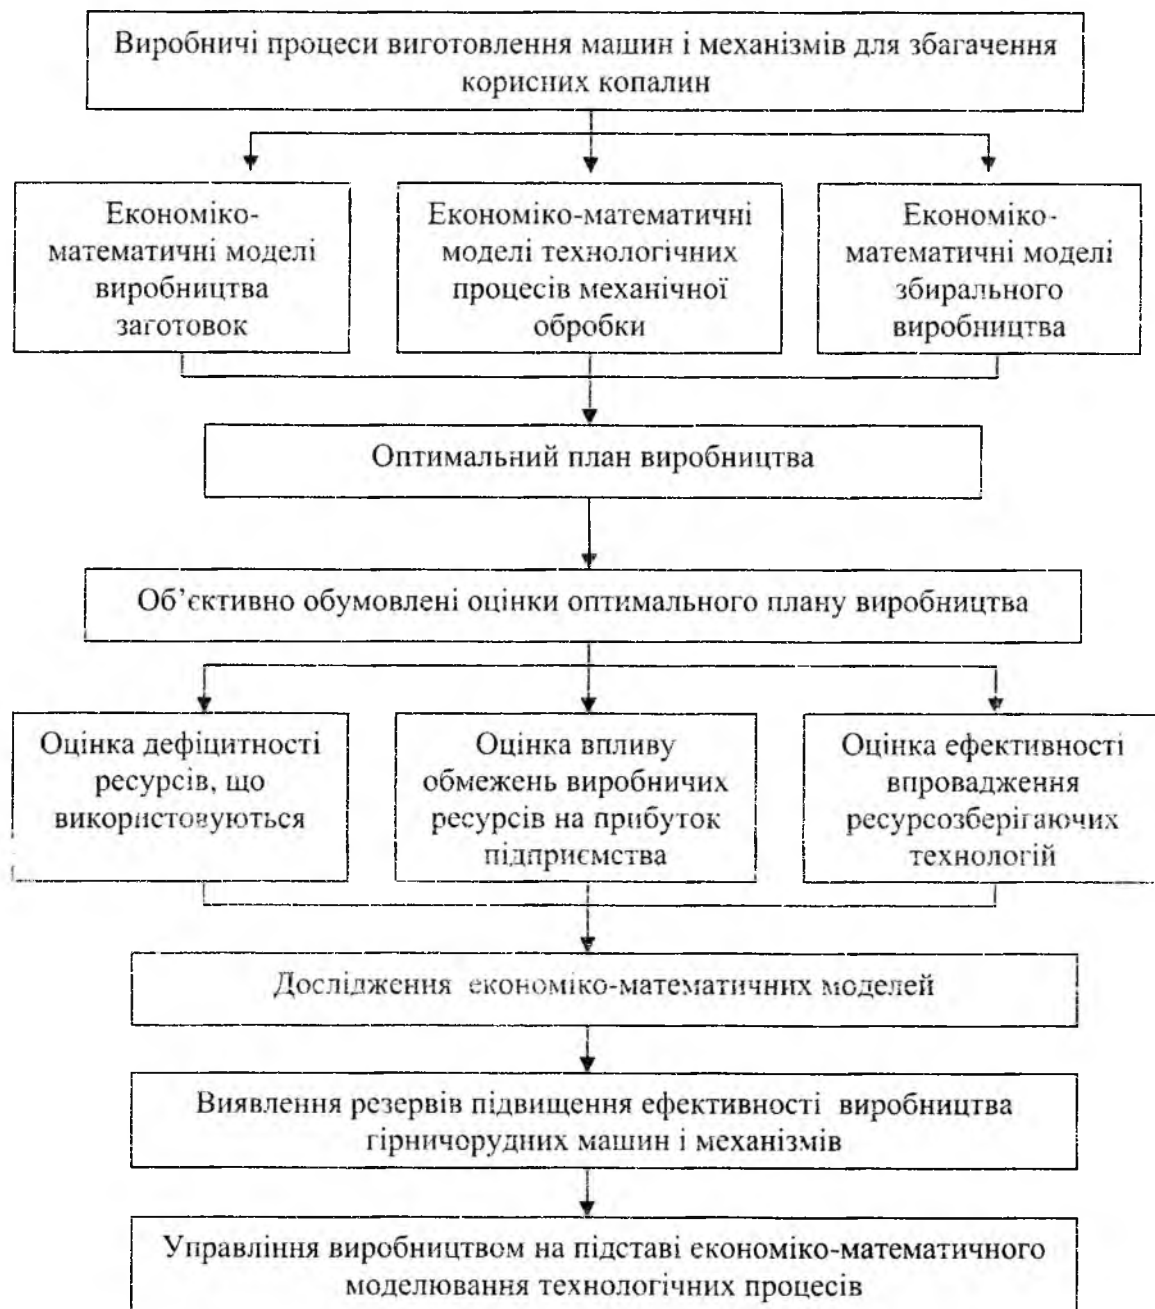 Виробничі процеси виготовлення машин і механізмів для збагачення
корисних копалин
Економіко-
математичні моделі
виробництва
заготовок
Економіко-математичні
моделі технологічних
процесів механічної
обробки
Економіко-
математичні моделі
збирального
виробництва
Оптимальний план виробництва
Об’єктивно обумовлені оцінки оптимального плану виробництва
Оцінка дефіцитності
ресурсів, що
використовуються
Оцінка впливу
обмежень виробничих
ресурсів на прибуток
підприємства
Оцінка ефективності
впровадження
ресурсозберігаючих
технологій
Дослідження економіко-математичних моделей
Виявлення резервів підвищення ефективності виробництва
гірничорудних машин і механізмів
Управління виробництвом на підставі економіко-математичного
моделювання технологічних процесів